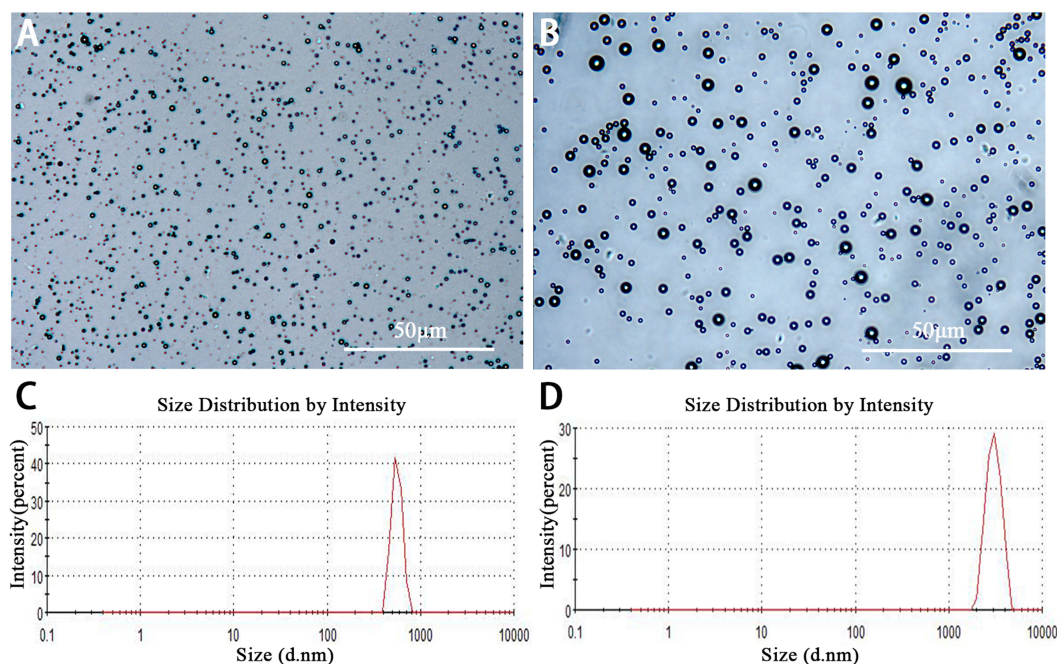 A
B
50μm
50μm
C
D
Size Distribution by Intensity
Size Distribution by Intensity
50
40
30
20
10
0
Intensity(percent)
0.1
1
10
100
1000
10000
Size (d.nm)
30
20
10
0
Intensity(percent)
0.1
1
10
100
1000
10000
Size (d.nm)